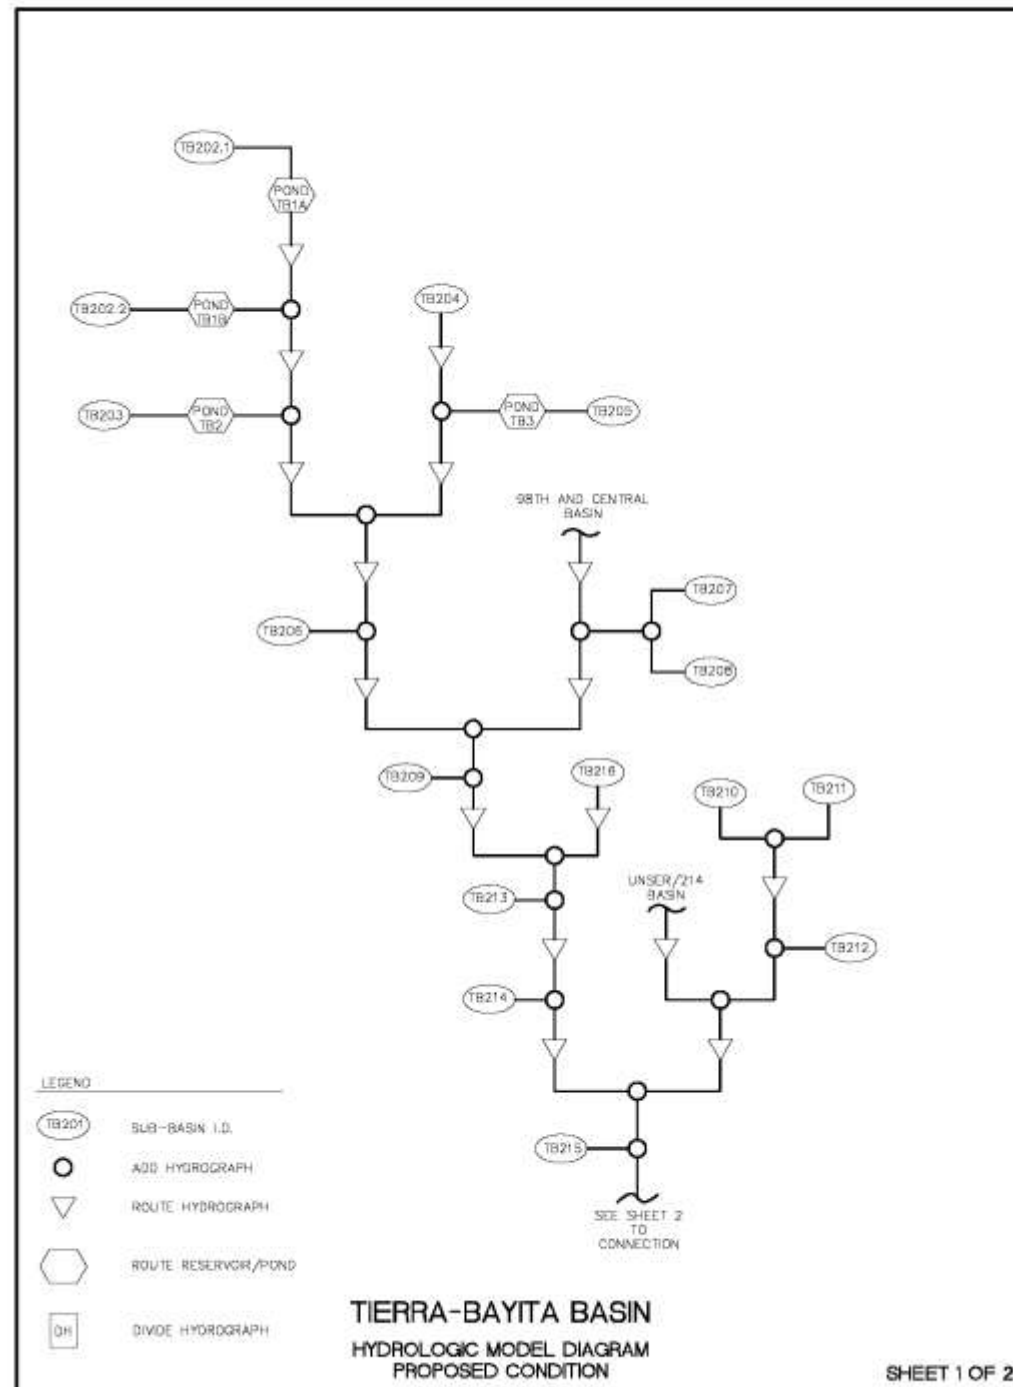 TB202.1
POND
TB1A
TB202.2
POND
TB1B
TB204
TB203
POND
TB2
POND
TB3
TB205
98TH AND CENTRAL
BASIN
TB207
TB206
TB208
TB209
TB216
TB210
TB211
UNSER/214
BASIN
TB213
TB212
TB214
TB215
SEE SHEET 2
TO
CONNECTION
LEGEND
TB201
SUB-BASIN I.D.
ADD HYDROGRAPH
ROUTE HYDROGRAPH
ROUTE RESERVOIR/POND
DH
DIVIDE HYDROGRAPH
TIERRA-BAYITA BASIN
HYDROLOGIC MODEL DIAGRAM
PROPOSED CONDITION
SHEET 1 OF 2